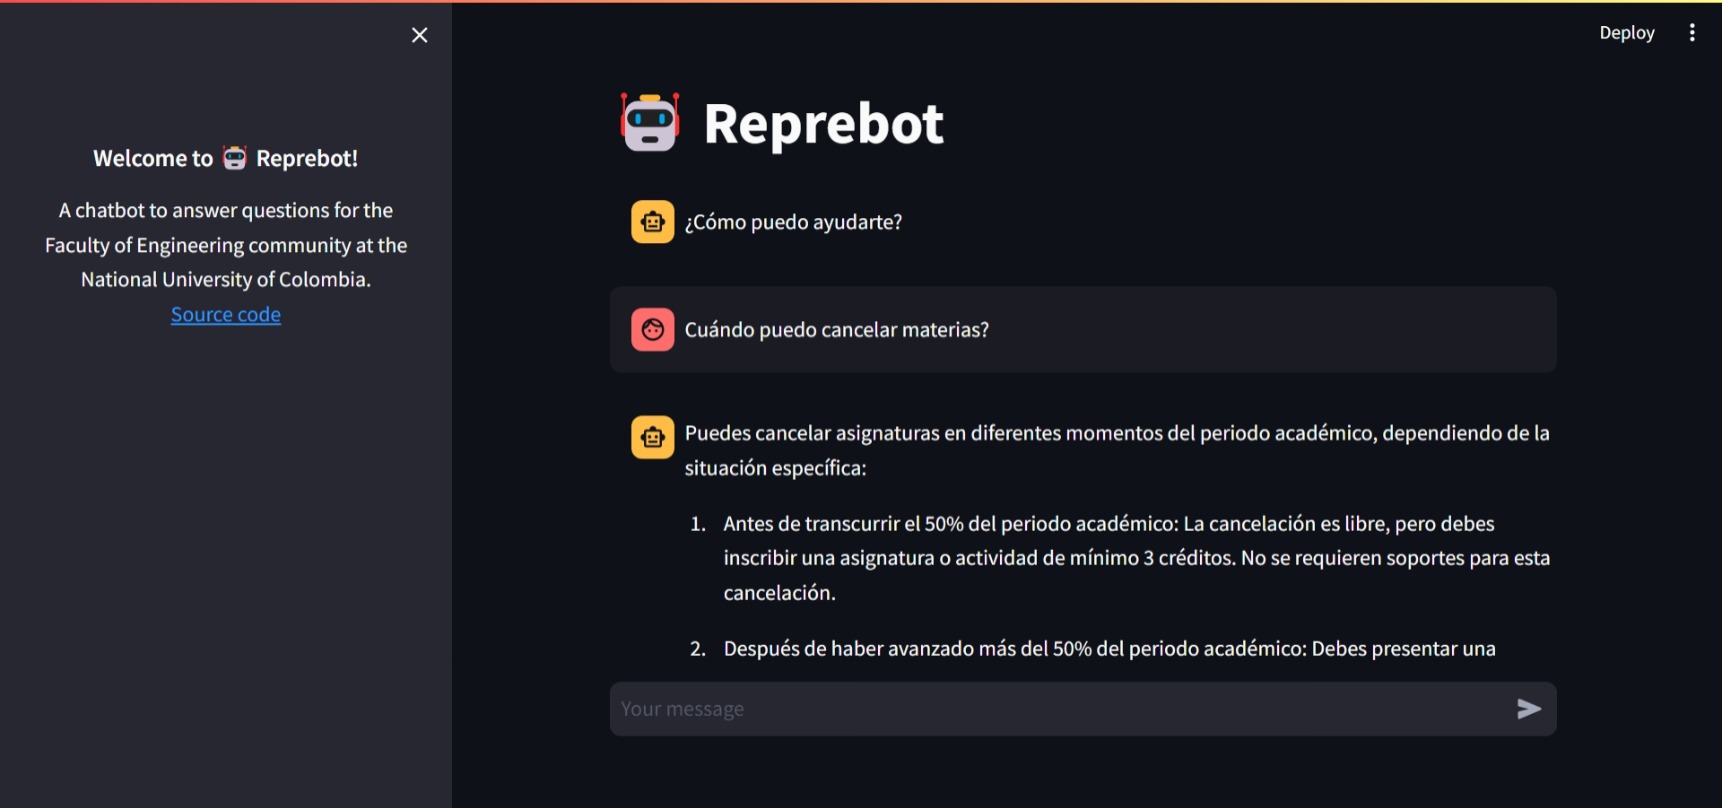 Deploy
Welcome to Reprebot!
A chatbot to answer questions for the
Faculty of Engineering community at the
National University of Colombia.
Source code
Reprebot
¿Cómo puedo ayudarte?
Cuándo puedo cancelar materias?
Puedes cancelar asignaturas en diferentes momentos del periodo académico, dependiendo de la
situación específica:
1. Antes de transcurrir el 50% del periodo académico: La cancelación es libre, pero debes
inscribir una asignatura o actividad de mínimo 3 créditos. No se requieren soportes para esta
cancelación.
2. Después de haber avanzado más del 50% del periodo académico: Debes presentar una
Your message